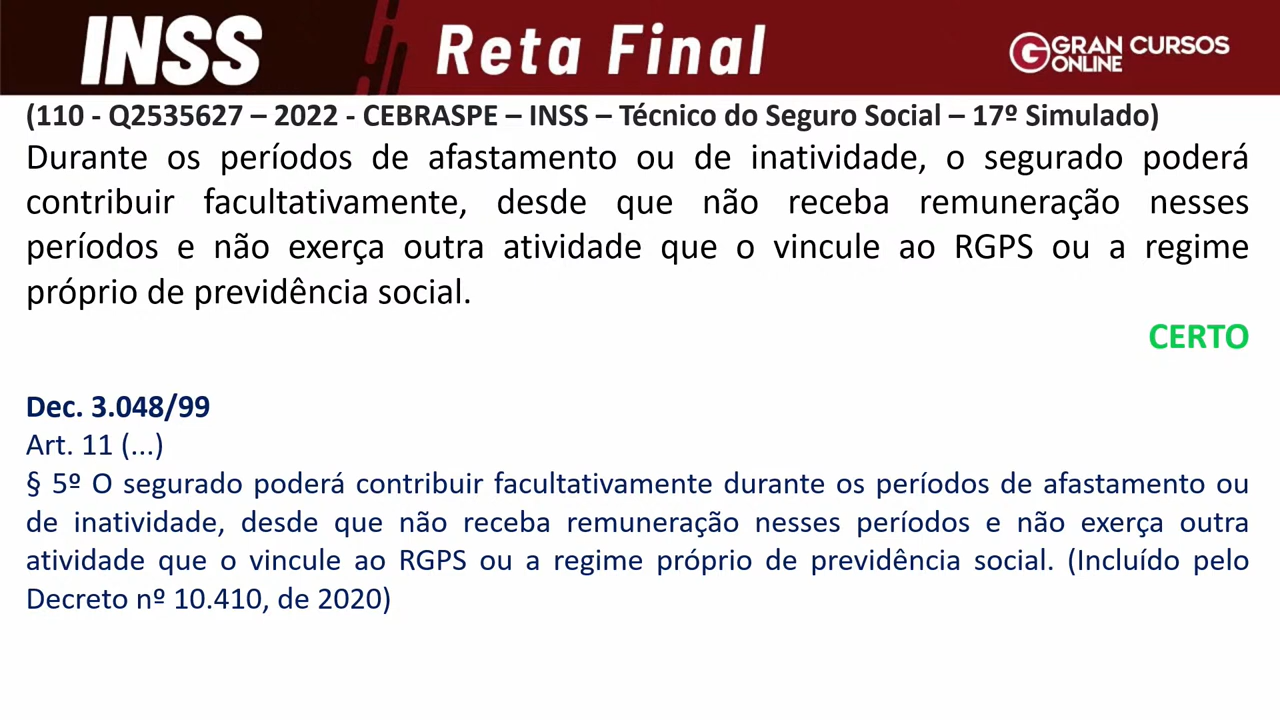 INSS
Reta Final
GRAN CURSOS
ONLINE
(110 - Q2535627 – 2022 - CEBRASPE – INSS – Técnico do Seguro Social – 17º Simulado)
Durante os períodos de afastamento ou de inatividade, o segurado poderá
contribuir facultativamente, desde que não receba remuneração nesses
períodos e não exerça outra atividade que o vincule ao RGPS ou a regime
próprio de previdência social.
CERTO
Dec. 3.048/99
Art. 11 (...)
§ 5º O segurado poderá contribuir facultativamente durante os períodos de afastamento ou
de inatividade, desde que não receba remuneração nesses períodos e não exerça outra
atividade que o vincule ao RGPS ou a regime próprio de previdência social. (Incluído pelo
Decreto nº 10.410, de 2020)